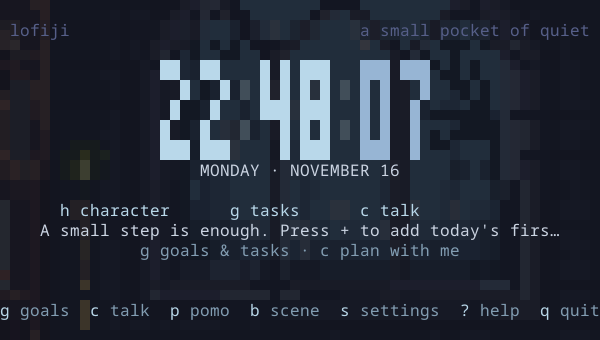 lofiji a small pocket of quiet
22:48:07
MONDAY · NOVEMBER 16
h character g tasks c talk
A small step is enough. Press + to add today's firs…
g goals & tasks · c plan with me
g goals c talk p pomo b scene s settings ? help q quit